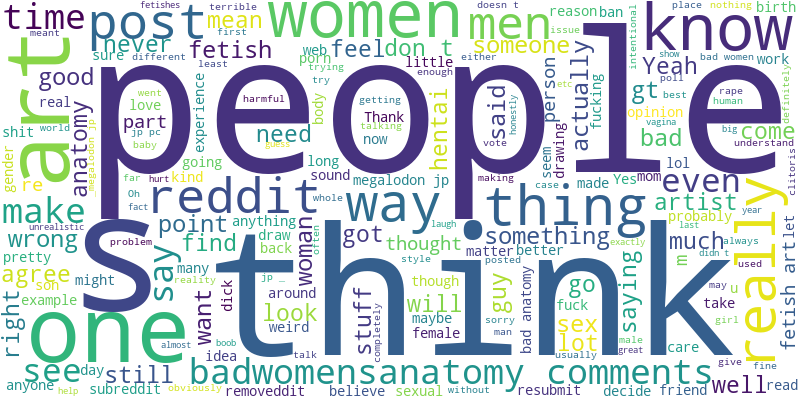 fetishes terrible reason ban place nothing birth
time post mean women men someone doesn t issue know
meant first never fetish web feel don t actually intentional
sure different porn little either Yeah bad women work
art people least trying enough person gt poll show etc
good real love harmful try getting said fucking opinion best rape human definitely
shit world anatomy went part experience body Thank talking hentai honestly drawing vagina big understand
gender re jp pc baby need now vote bad come clitoris
megalodon jp far hurt guess long making seem lol
going kind sound megalodon jp case made Yes mom even
make Oh fact reddit whole way thing artist year last
wrong unrealistic point anything woman got laugh something probably always
pretty problem find draw back often thought matter better much exactly didn t let
agree S say many reality style posted think saying m used
son might jp _ though guy go u may girl fetish art
right example want dick around stuff will fuck take really
one almost boob look completely maybe sorry man sex male great care
see idea weird female usually lot give fine
day still talk badwomensanatomy comments bad anatomy well read
anyone help subreddit obviously removeddit believe sexual without resubmit decide friend